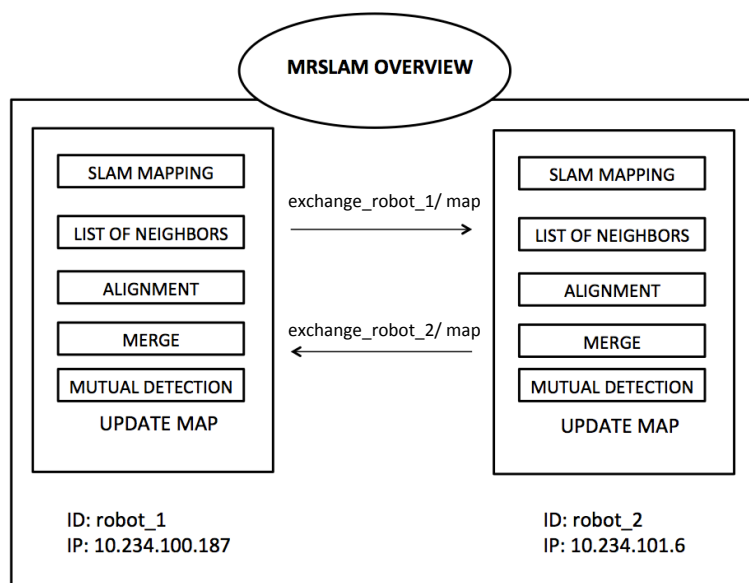 MRSLAM OVERVIEW
SLAM MAPPING
LIST OF NEIGHBORS
ALIGNMENT
MERGE
MUTUAL DETECTION
UPDATE MAP
ID: robot_1
IP: 10.234.100.187
exchange_robot_1/ map
exchange_robot_2/ map
SLAM MAPPING
LIST OF NEIGHBORS
ALIGNMENT
MERGE
MUTUAL DETECTION
UPDATE MAP
ID: robot_2
IP: 10.234.101.6